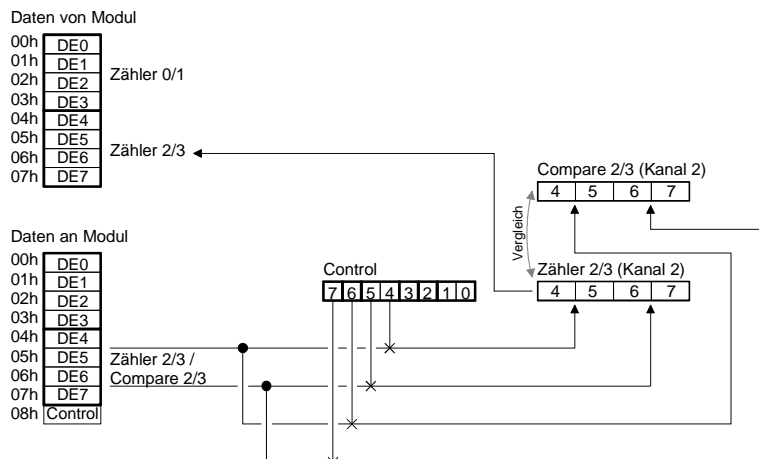 Daten von Modul
00h DE0
01h DE1
02h DE2
03h DE3
04h DE4
05h DE5
06h DE6
07h DE7
Zähler 0/1
Zähler 2/3
Compare 2/3 (Kanal 2)
4 5 6 7
Vergleich
Zähler 2/3 (Kanal 2)
4 5 6 7
Control
7 6 5 4 3 2 1 0
Daten an Modul
00h DE0
01h DE1
02h DE2
03h DE3
04h DE4
05h DE5
06h DE6
07h DE7
08h Control
Zähler 2/3 /
Compare 2/3